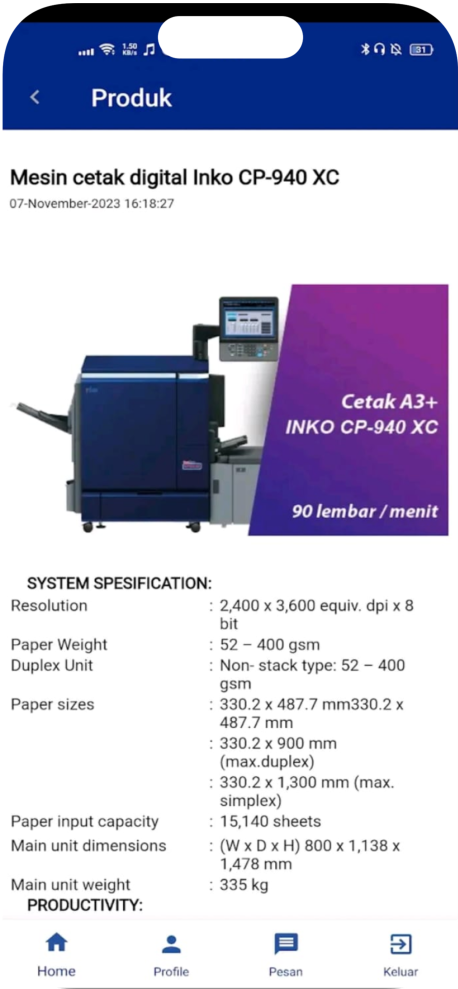 1.50
KB/s
81
Produk
Mesin cetak digital Inko CP-940 XC
07-November-2023 16:18:27
Cetak A3+
INKO CP-940 XC
90 lembar / menit
SYSTEM SPESIFICATION:
Resolution : 2,400 x 3,600 equiv. dpi x 8
bit
Paper Weight : 52 – 400 gsm
Duplex Unit : Non- stack type: 52 – 400
gsm
Paper sizes : 330.2 x 487.7 mm330.2 x
487.7 mm
: 330.2 x 900 mm
(max.duplex)
: 330.2 x 1,300 mm (max.
simplex)
Paper input capacity : 15,140 sheets
Main unit dimensions : (W x D x H) 800 x 1,138 x
1,478 mm
Main unit weight : 335 kg
PRODUCTIVITY:
Home Profile Pesan Keluar